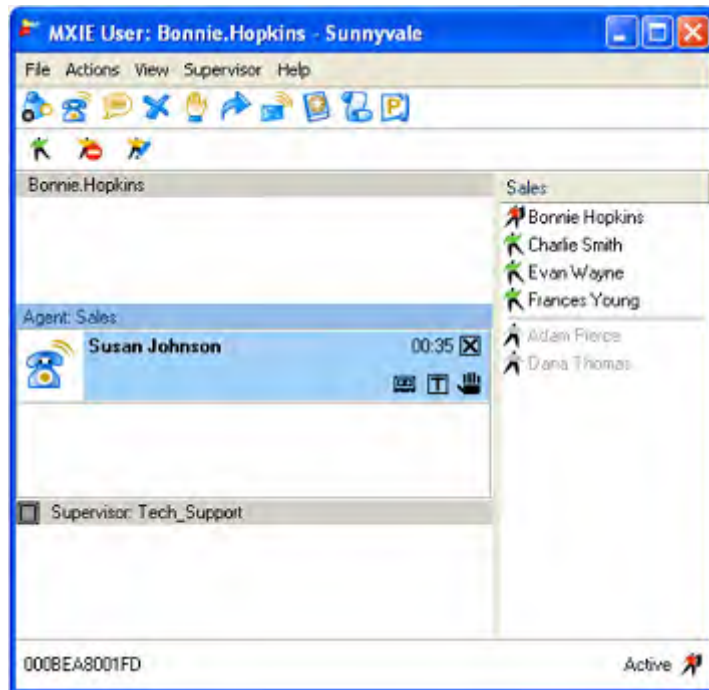 MXIE User: Bonnie.Hopkins - Sunnyvale
File Actions View Supervisor Help
Bonnie.Hopkins
Sales
Bonnie Hopkins
Charlie Smith
Evan Wayne
Frances Young
Adam Pierce
Dana Thomas
Agent: Sales
Susan Johnson 00:35
T
Supervisor: Tech_Support
000BEA8001FD Active